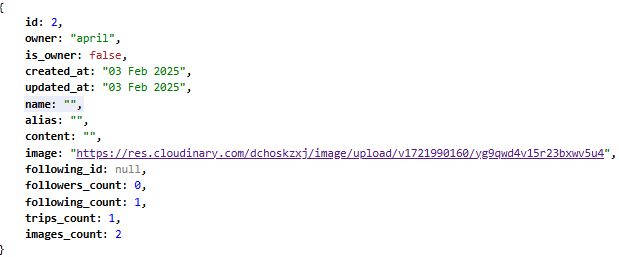 {
id: 2,
owner: "april",
is_owner: false,
created_at: "03 Feb 2025",
updated_at: "03 Feb 2025",
name: "",
alias: "",
content: "",
image: "https://res.cloudinary.com/dchoskzxj/image/upload/v1721990160/yg9qwd4v15r23bxwv5u4",
following_id: null,
followers_count: 0,
following_count: 1,
trips_count: 1,
images_count: 2
}